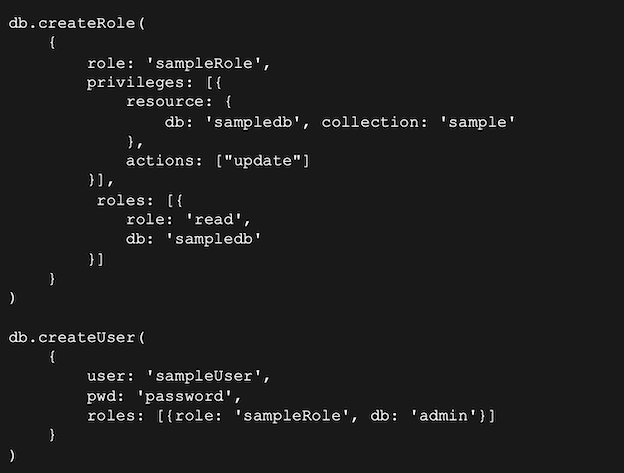 db.createRole(
    {
        role: 'sampleRole',
        privileges: [{
            resource: {
                db: 'sampledb', collection: 'sample'
            },
            actions: ["update"]
        }],
         roles: [{
            role: 'read',
            db: 'sampledb'
        }]
    }
)

db.createUser(
    {
        user: 'sampleUser',
        pwd: 'password',
        roles: [{role: 'sampleRole', db: 'admin'}]
    }
)